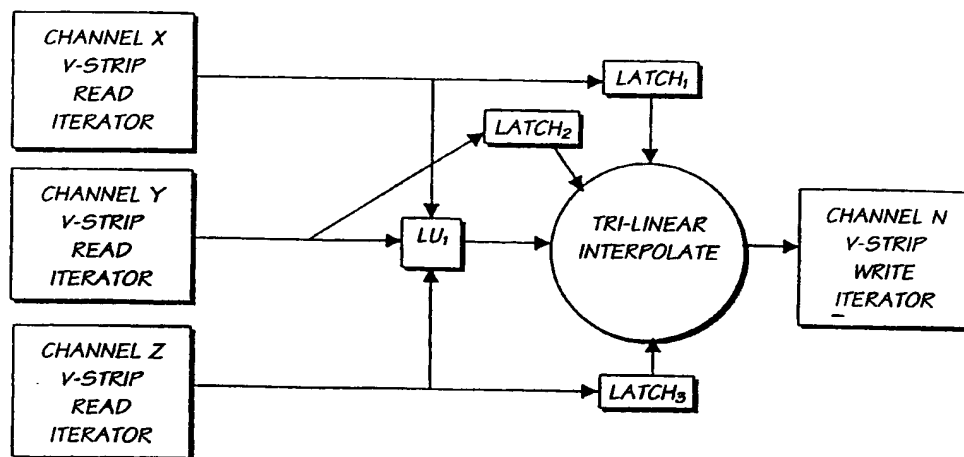 CHANNEL X
V-STRIP
READ
ITERATOR
LATCH₁
LATCH₂
CHANNEL Y
V-STRIP
READ
ITERATOR
LU₁
TRI-LINEAR
INTERPOLATE
CHANNEL N
V-STRIP
WRITE
ITERATOR
CHANNEL Z
V-STRIP
READ
ITERATOR
LATCH₃